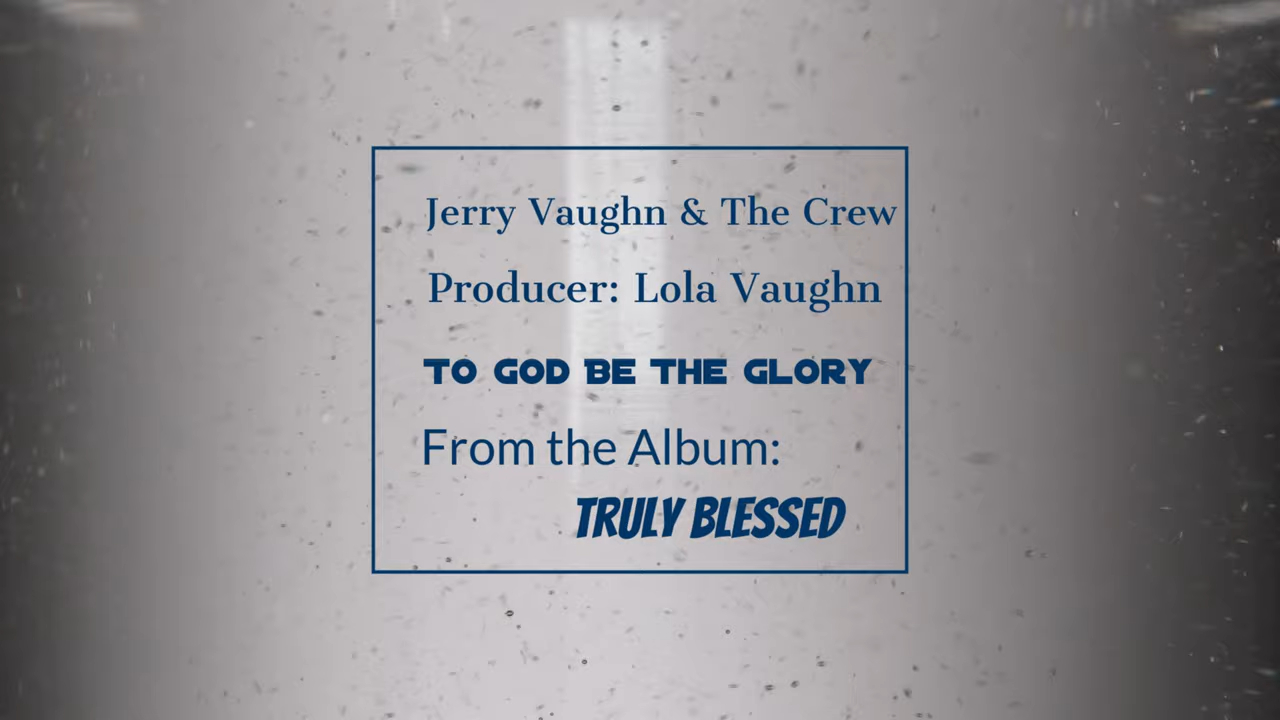 Jerry Vaughn & The Crew
Producer: Lola Vaughn
TO GOD BE THE GLORY
From the Album:
TRULY BLESSED